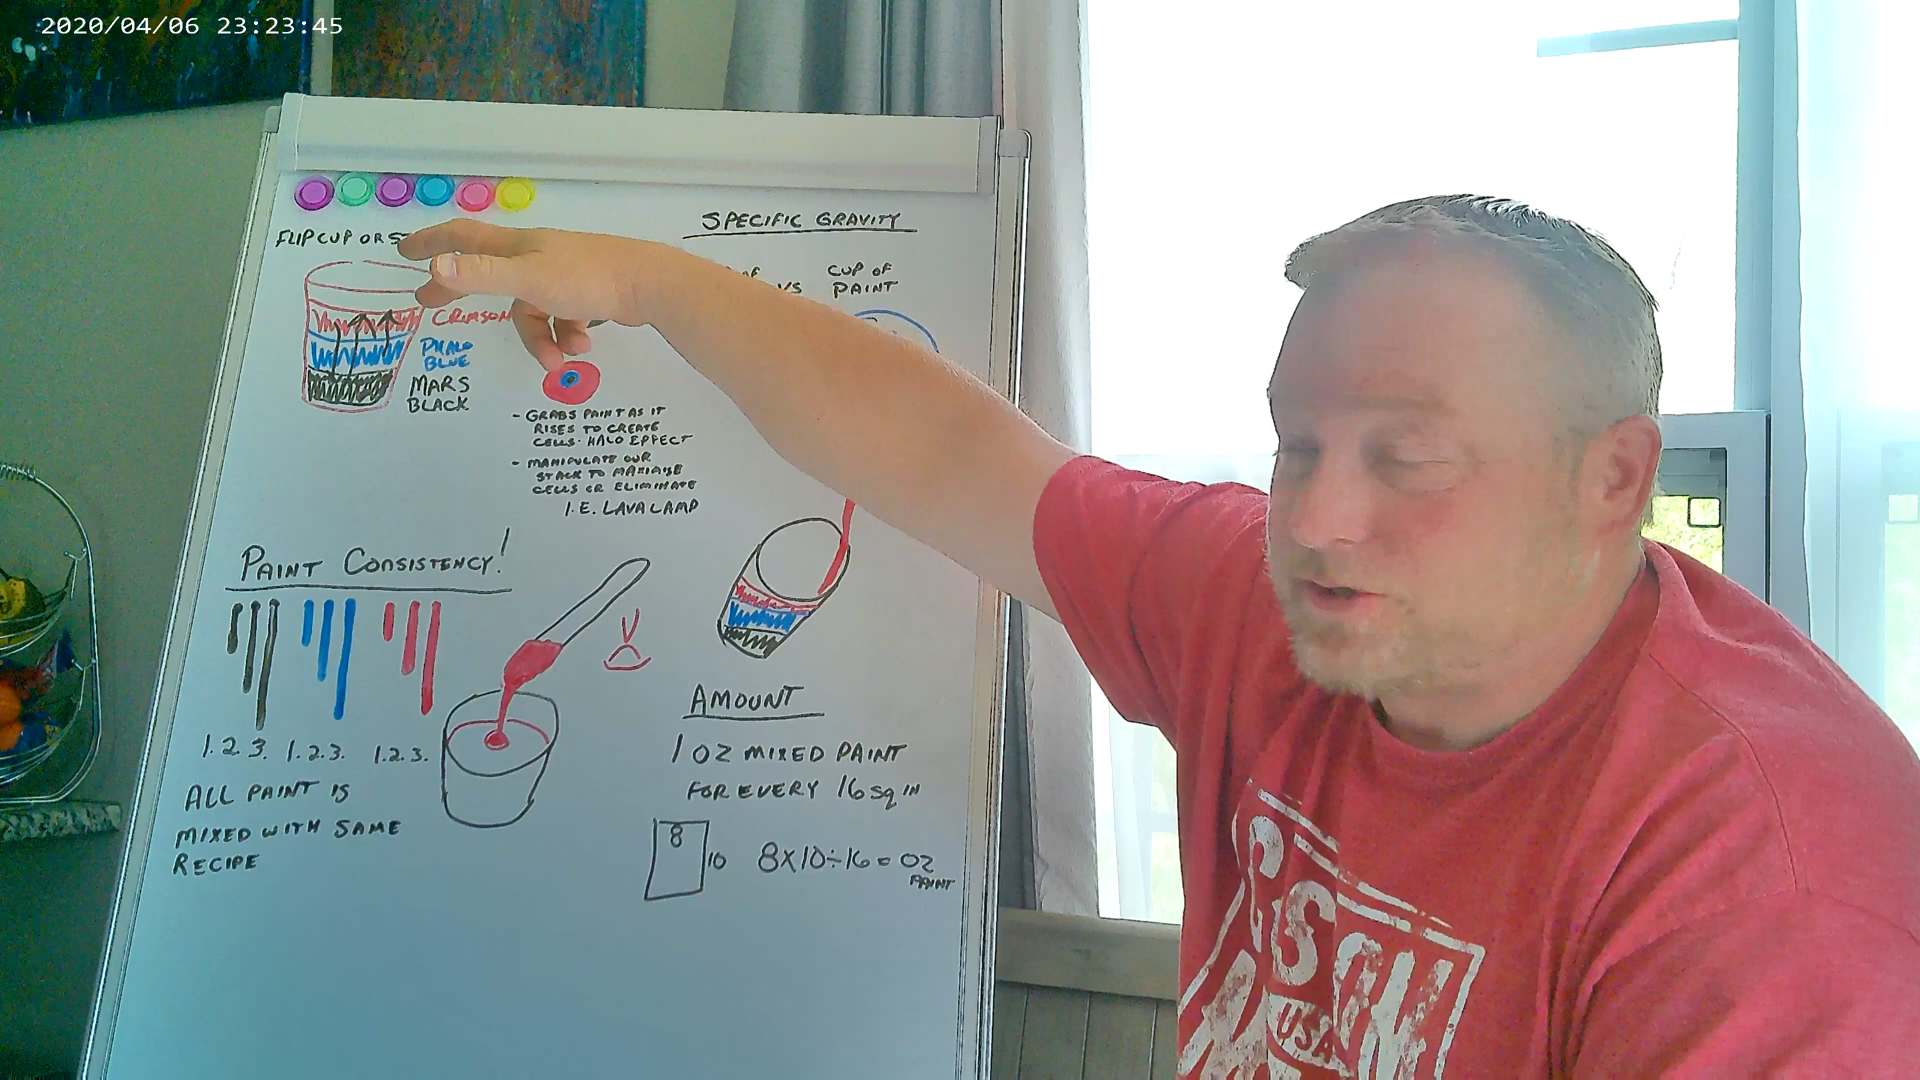 2020/04/06 23:23:45
SPECIFIC GRAVITY
FLIP CUP OR
OF
VS
CUP OF
PAINT
CRIMSON
PHALO
BLUE
MARS
BLACK
- GRABS PAINT AS IT
RISES TO CREATE
CELLS. HALO EFFECT
- MANIPULATE OUR
STACK TO
CELLS OR ELIMINATE
I.E. LAVA LAMP
PAINT CONSISTENCY!
1.2.3. 1.2.3. 1.2.3.
ALL PAINT IS
MIXED WITH SAME
RECIPE
AMOUNT
1 OZ MIXED PAINT
FOR EVERY 16 SQ IN
8
10
8X10÷16=OZ
PAINT
USA